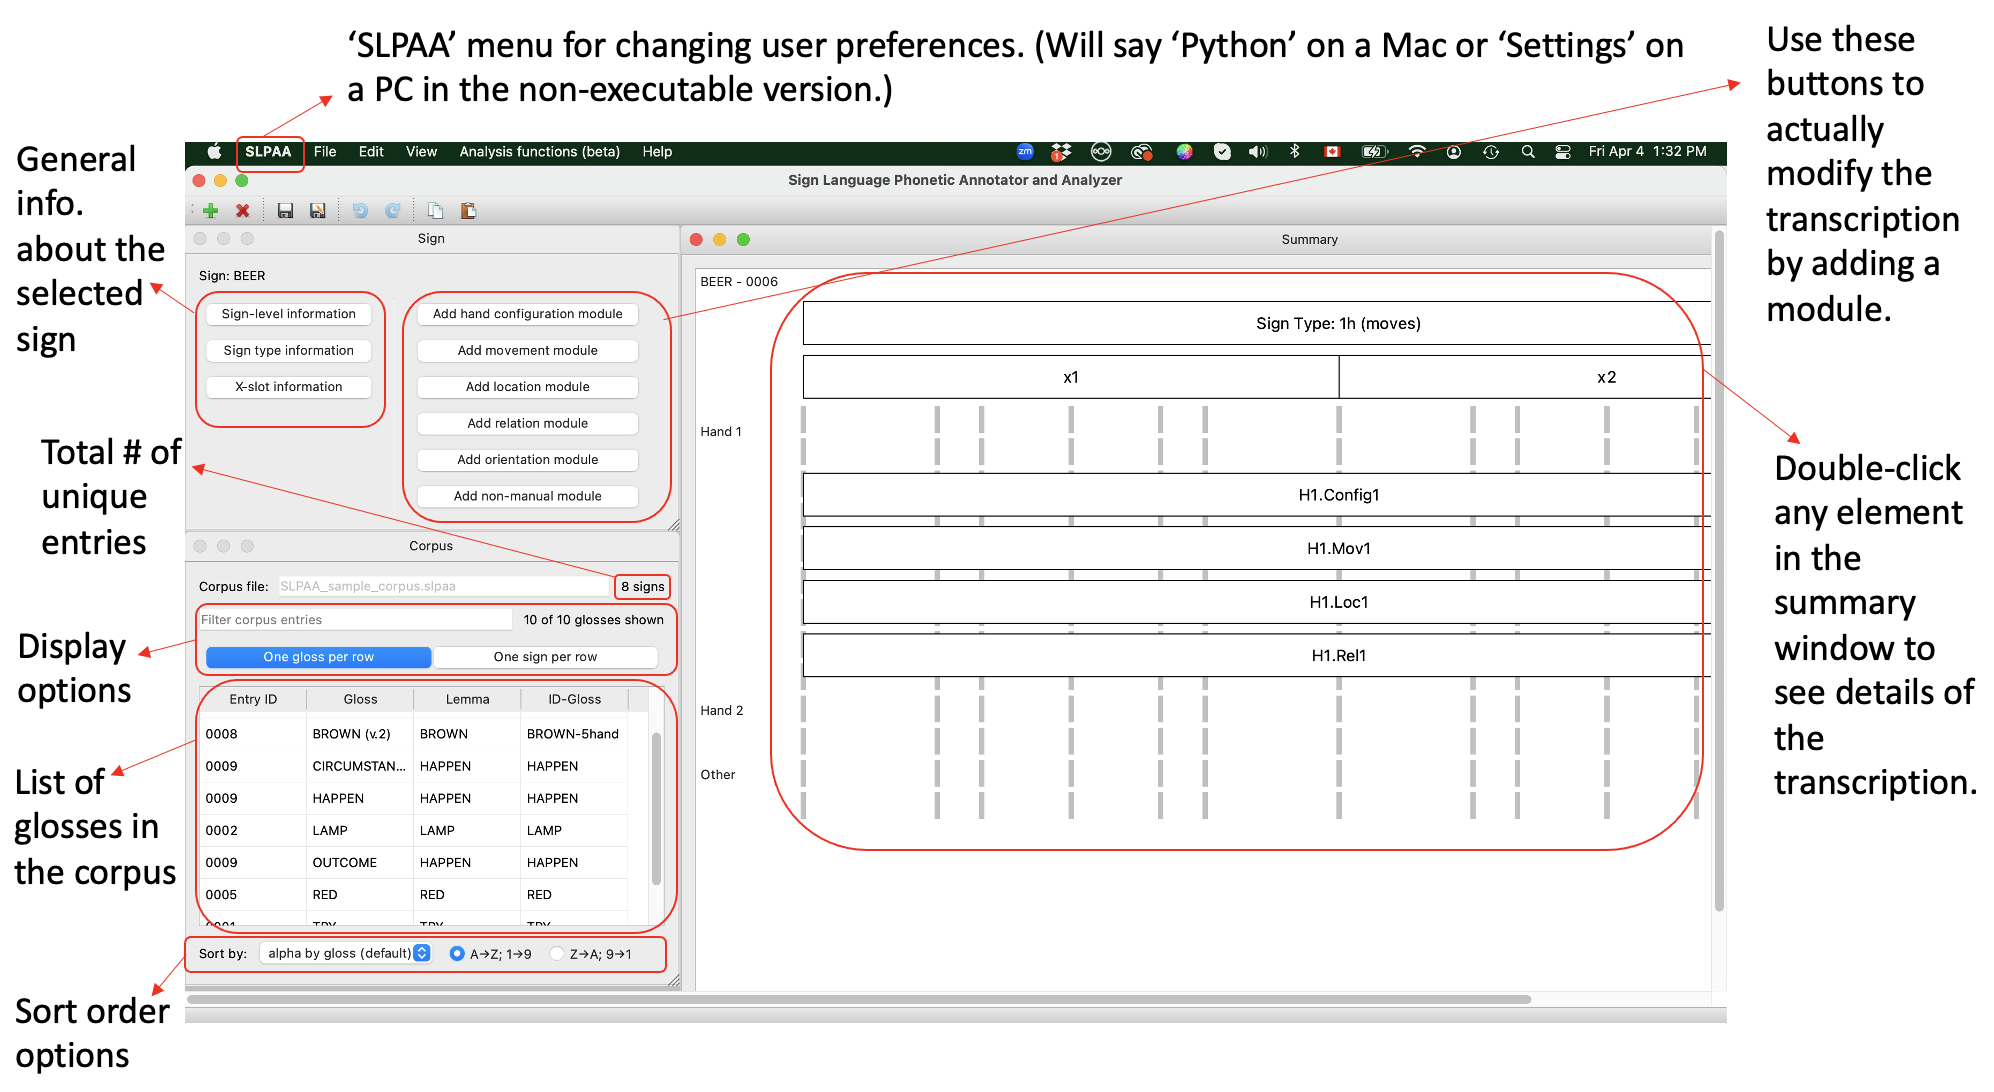 ‘SLPAA’ menu for changing user preferences. (Will say ‘Python’ on a Mac or ‘Settings’ on
a PC in the non-executable version.)
Use these
buttons to
actually
modify the
transcription
by adding a
module.
General
info.
about the
selected
sign
SLPAA File Edit View Analysis functions (beta) Help
zm
1
Fri Apr 4 1:32 PM
Sign Language Phonetic Annotator and Analyzer
Sign
Sign: BEER
Sign-level information
Sign type information
X-slot information
Add hand configuration module
Add movement module
Add location module
Add relation module
Add orientation module
Add non-manual module
Summary
BEER - 0006
Sign Type: 1h (moves)
x1 x2
Hand 1
H1.Config1
H1.Mov1
H1.Loc1
H1.Rel1
Hand 2
Other
Total # of
unique
entries
Double-click
any element
in the
summary
window to
see details of
the
transcription.
Corpus
Corpus file: SLPAA_sample_corpus.slpaa 8 signs
Filter corpus entries 10 of 10 glosses shown
One gloss per row One sign per row
Display
options
Entry ID Gloss Lemma ID-Gloss
0008 BROWN (v.2) BROWN BROWN-5hand
0009 CIRCUMSTAN... HAPPEN HAPPEN
0009 HAPPEN HAPPEN HAPPEN
0002 LAMP LAMP LAMP
0009 OUTCOME HAPPEN HAPPEN
0005 RED RED RED
List of
glosses in
the corpus
Sort by: alpha by gloss (default) A→Z; 1→9 Z→A; 9→1
Sort order
options